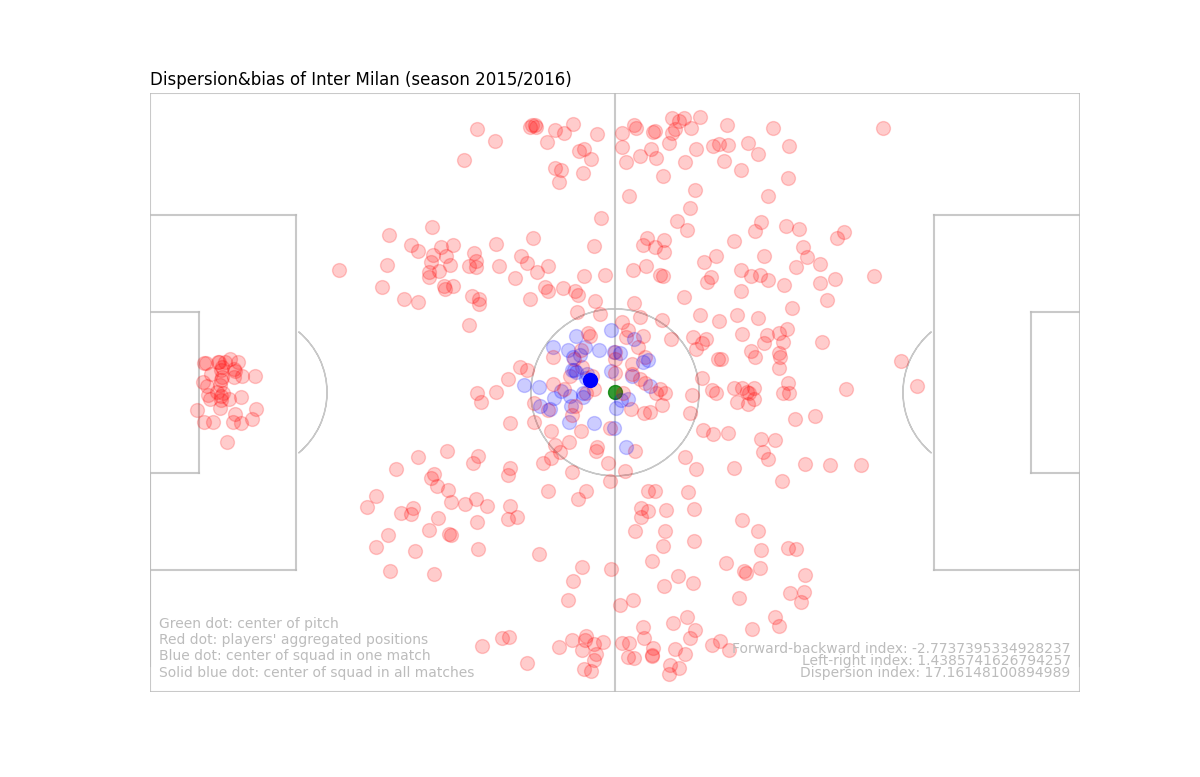 Dispersion&bias of Inter Milan (season 2015/2016)
Green dot: center of pitch
Red dot: players' aggregated positions
Blue dot: center of squad in one match
Solid blue dot: center of squad in all matches
Forward-backward index: -2.7737395334928237
Left-right index: 1.4385741626794257
Dispersion index: 17.16148100894989